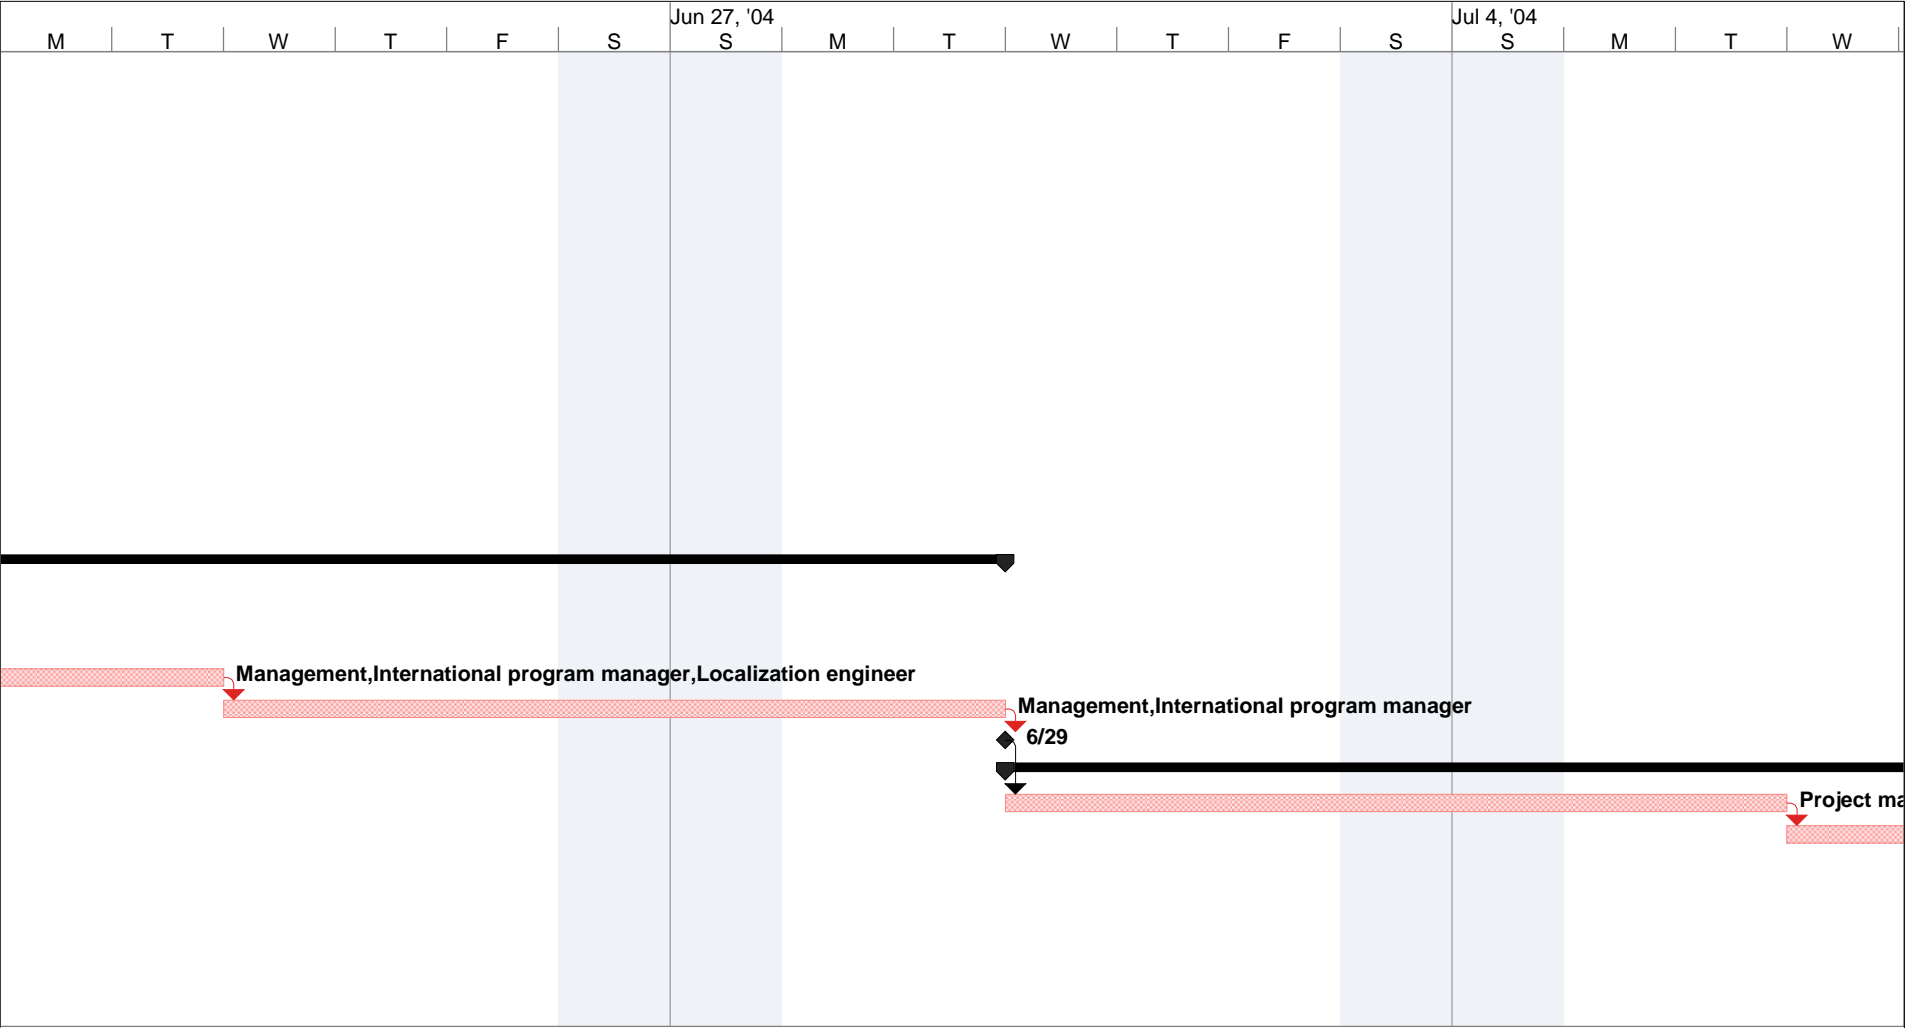 Jun 27, '04 Jul 4, '04
M T W T F S S M T W T F S S M T W
Management,International program manager,Localization engineer
Management,International program manager
6/29
Project ma